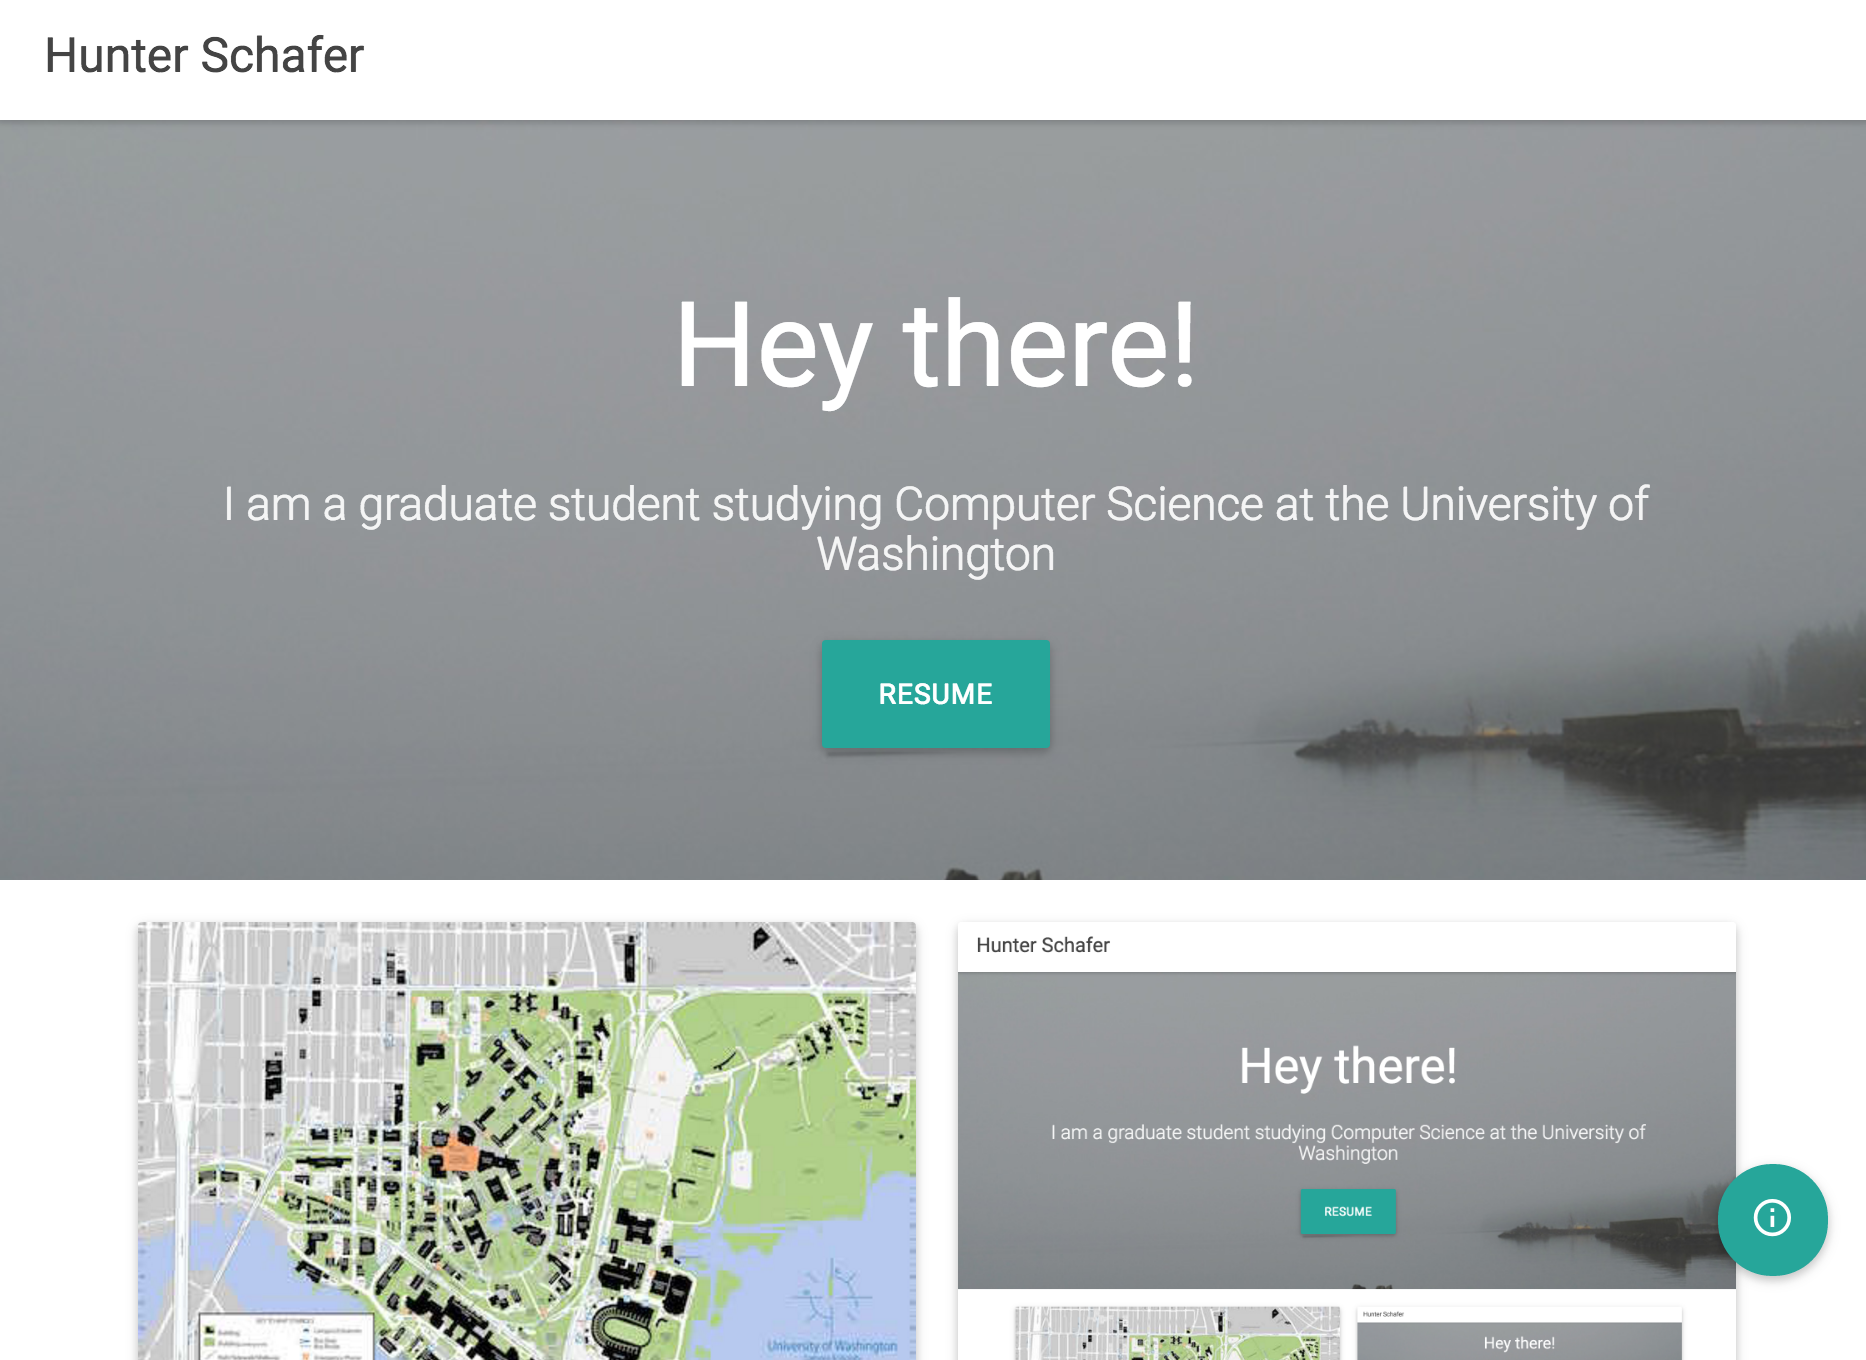 Hunter Schafer
Hey there!
I am a graduate student studying Computer Science at the University of
Washington
RESUME
University of Washington
Hunter Schafer
Hey there!
I am a graduate student studying Computer Science at the University of
Washington
RESUME
Hunter Schafer
Hey there!